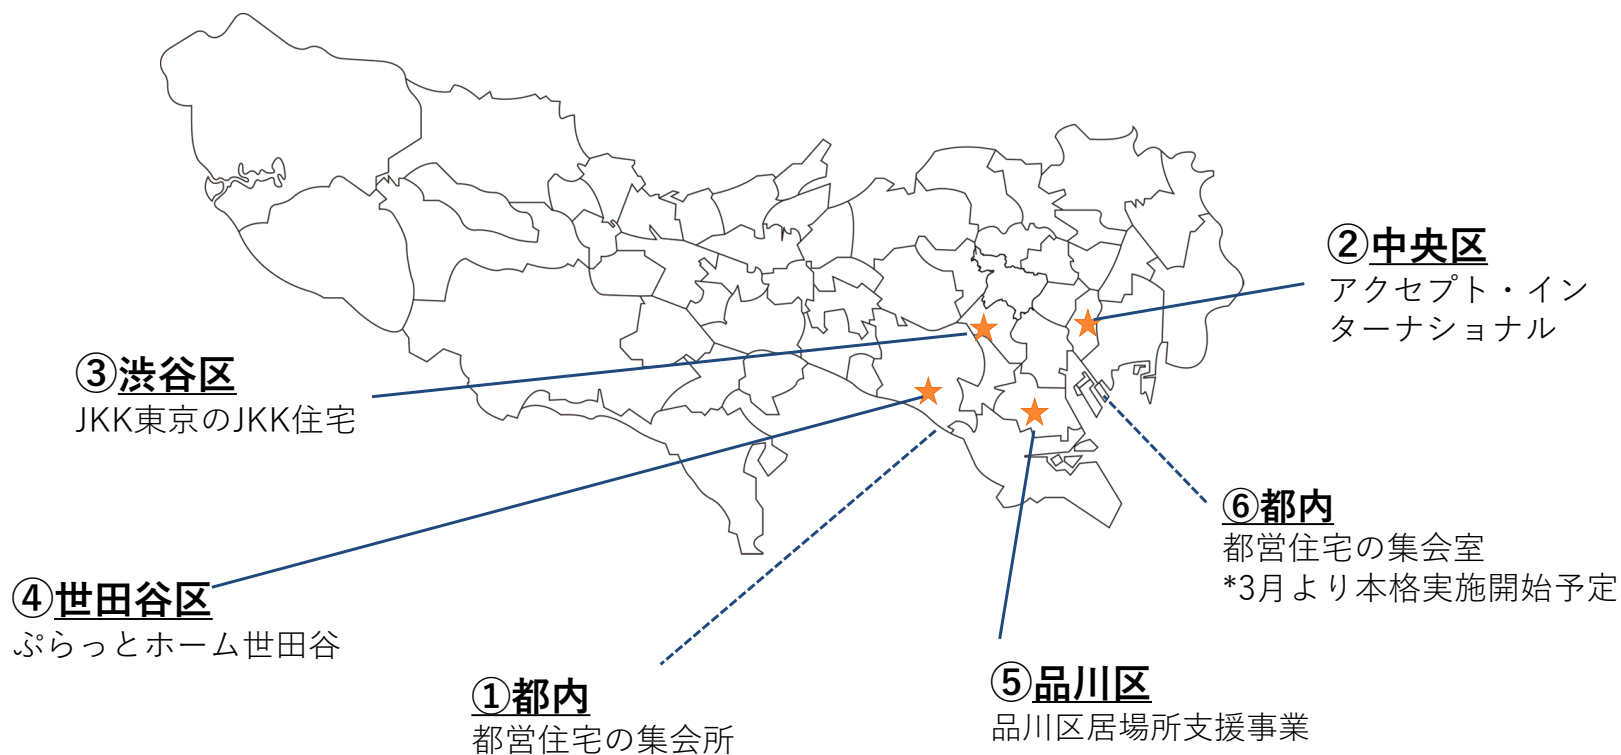 ②中央区
アクセプト・イン
ターナショナル
③渋谷区
JKK東京のJKK住宅
⑥都内
都営住宅の集会室
*3月より本格実施開始予定
④世田谷区
ぷらっとホーム世田谷
⑤品川区
品川区居場所支援事業
①都内
都営住宅の集会所